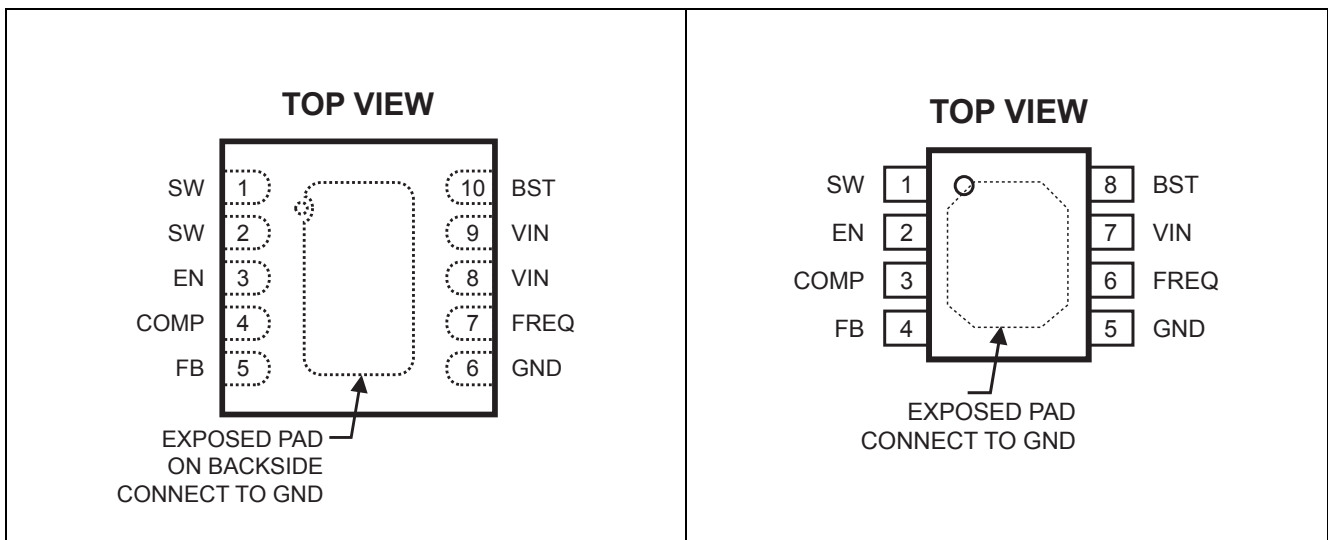 TOP VIEW
SW 1 10 BST
SW 2 9 VIN
EN 3 8 VIN
COMP 4 7 FREQ
FB 5 6 GND
EXPOSED PAD
ON BACKSIDE
CONNECT TO GND
TOP VIEW
SW 1 8 BST
EN 2 7 VIN
COMP 3 6 FREQ
FB 4 5 GND
EXPOSED PAD
CONNECT TO GND